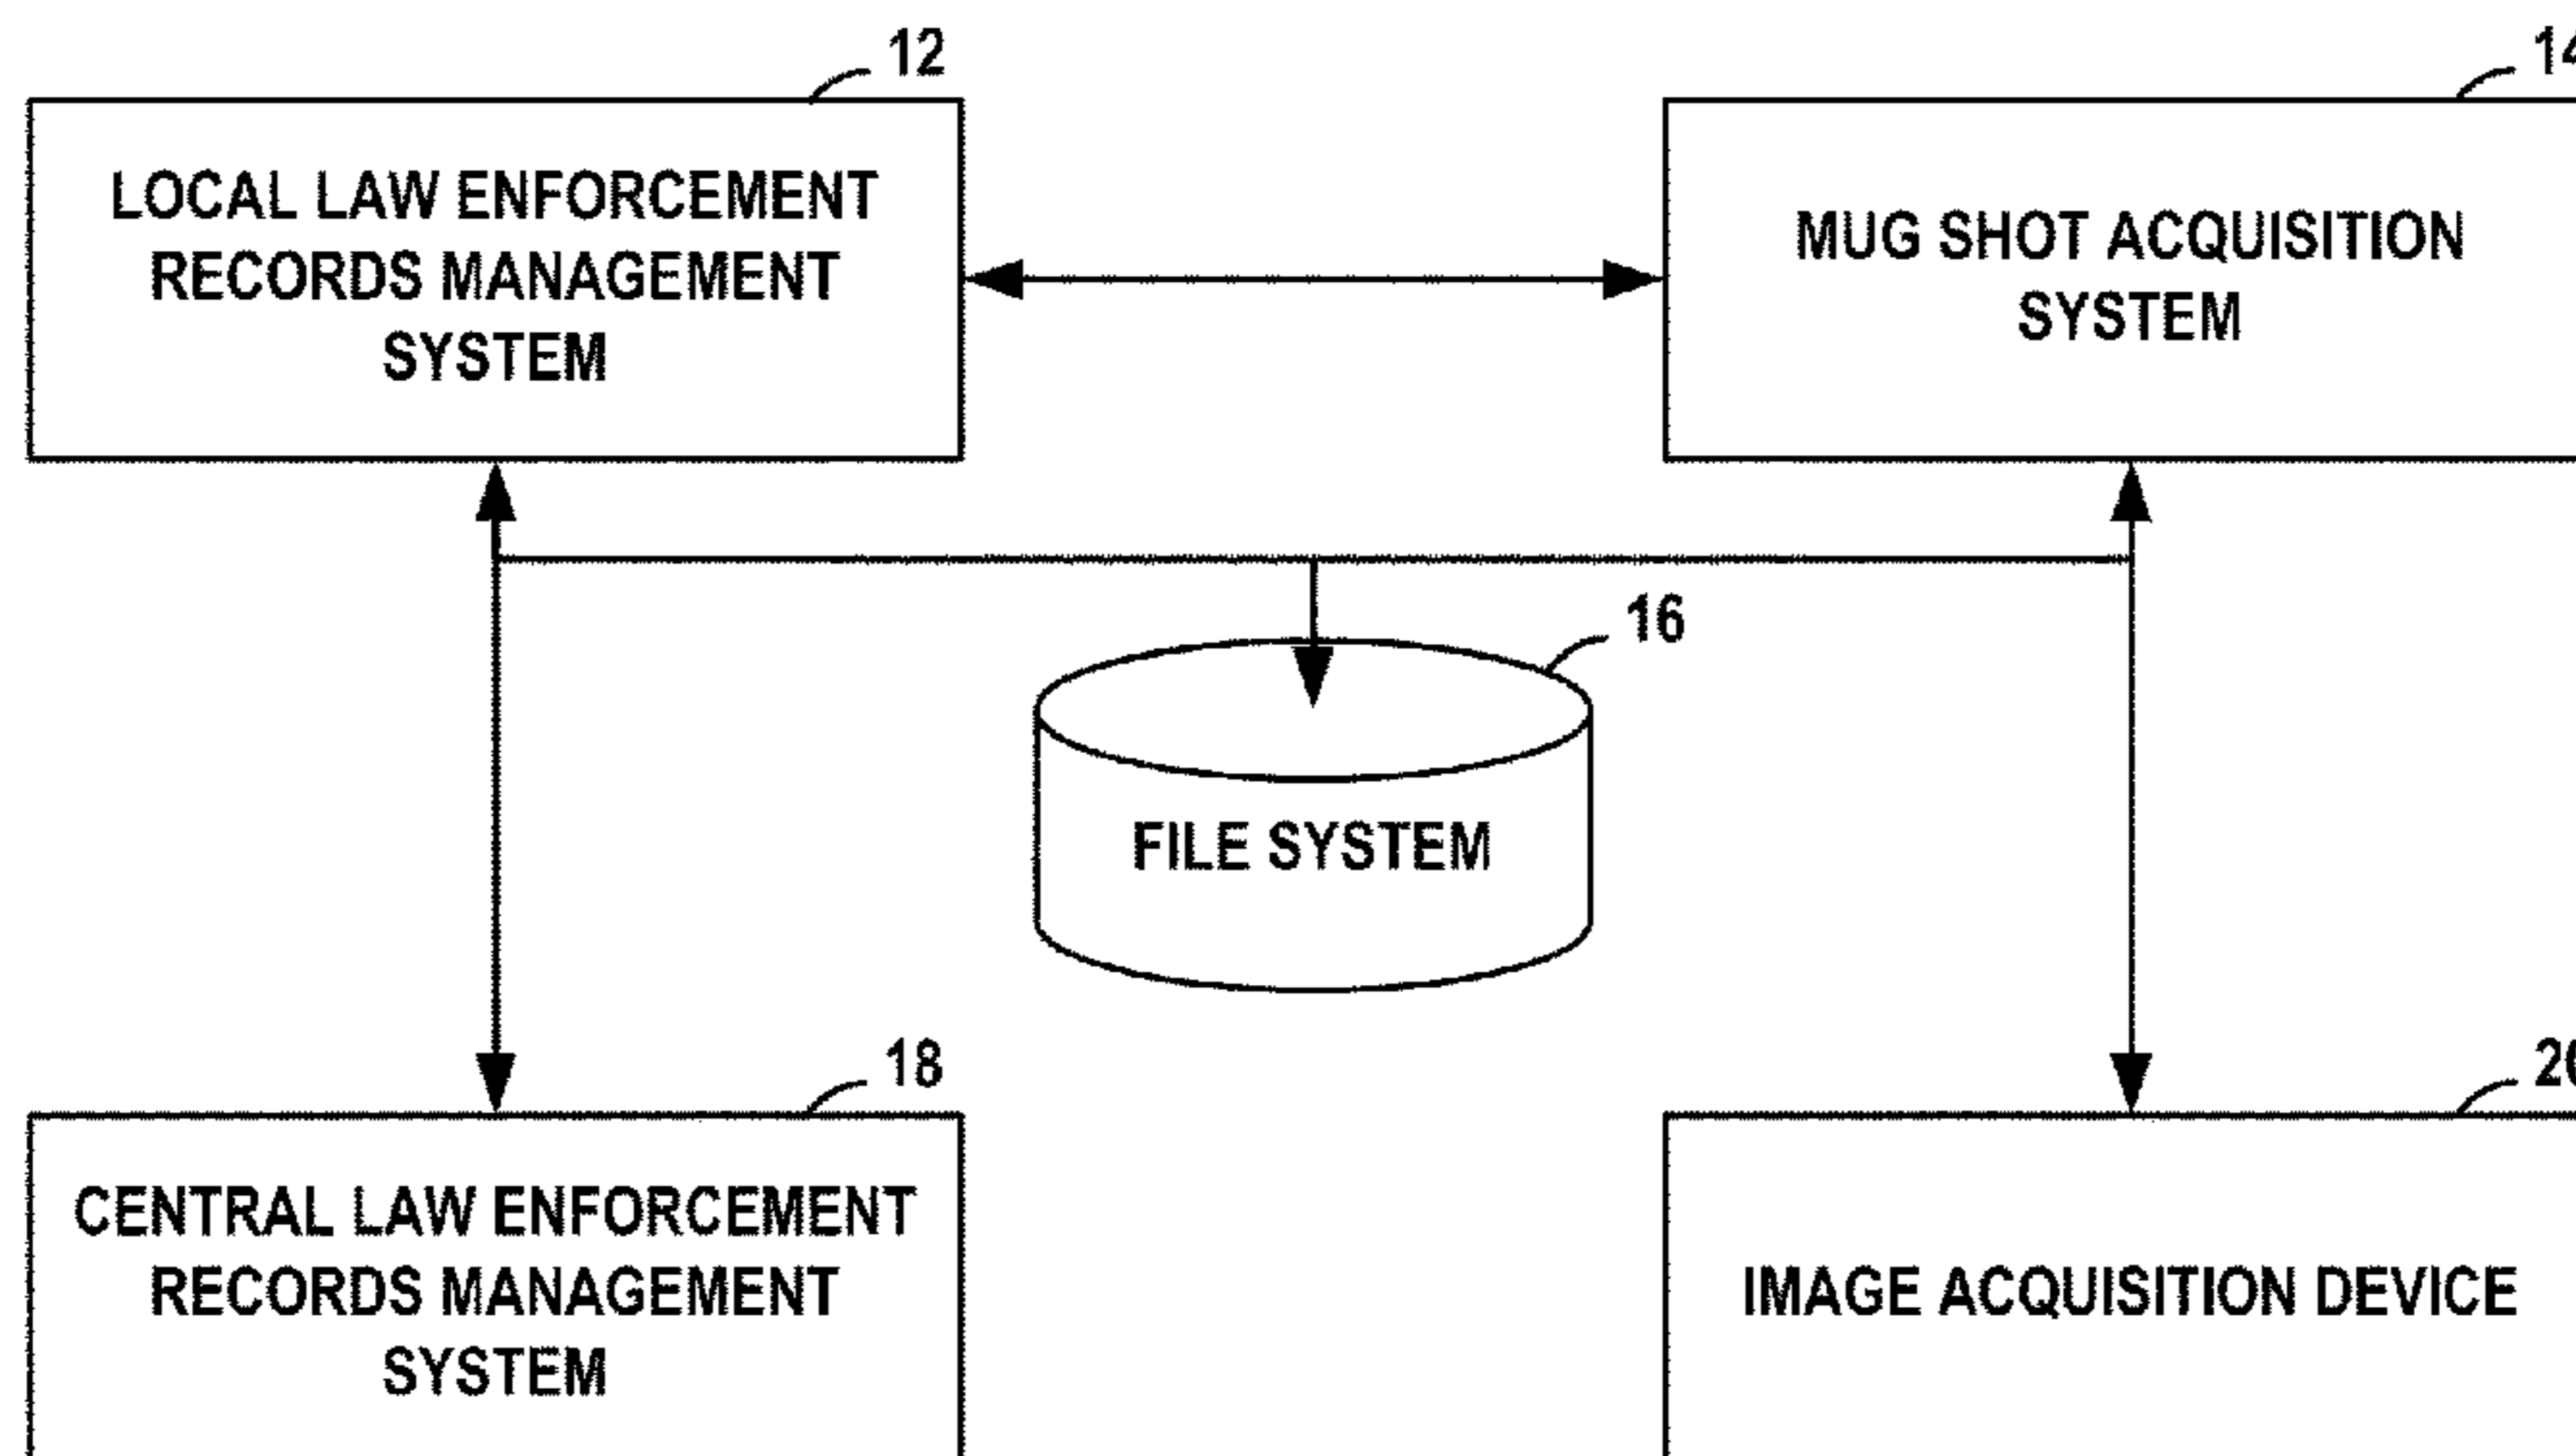 12
14
LOCAL LAW ENFORCEMENT
RECORDS MANAGEMENT
SYSTEM
MUG SHOT ACQUISITION
SYSTEM
16
FILE SYSTEM
18
20
CENTRAL LAW ENFORCEMENT
RECORDS MANAGEMENT
SYSTEM
IMAGE ACQUISITION DEVICE